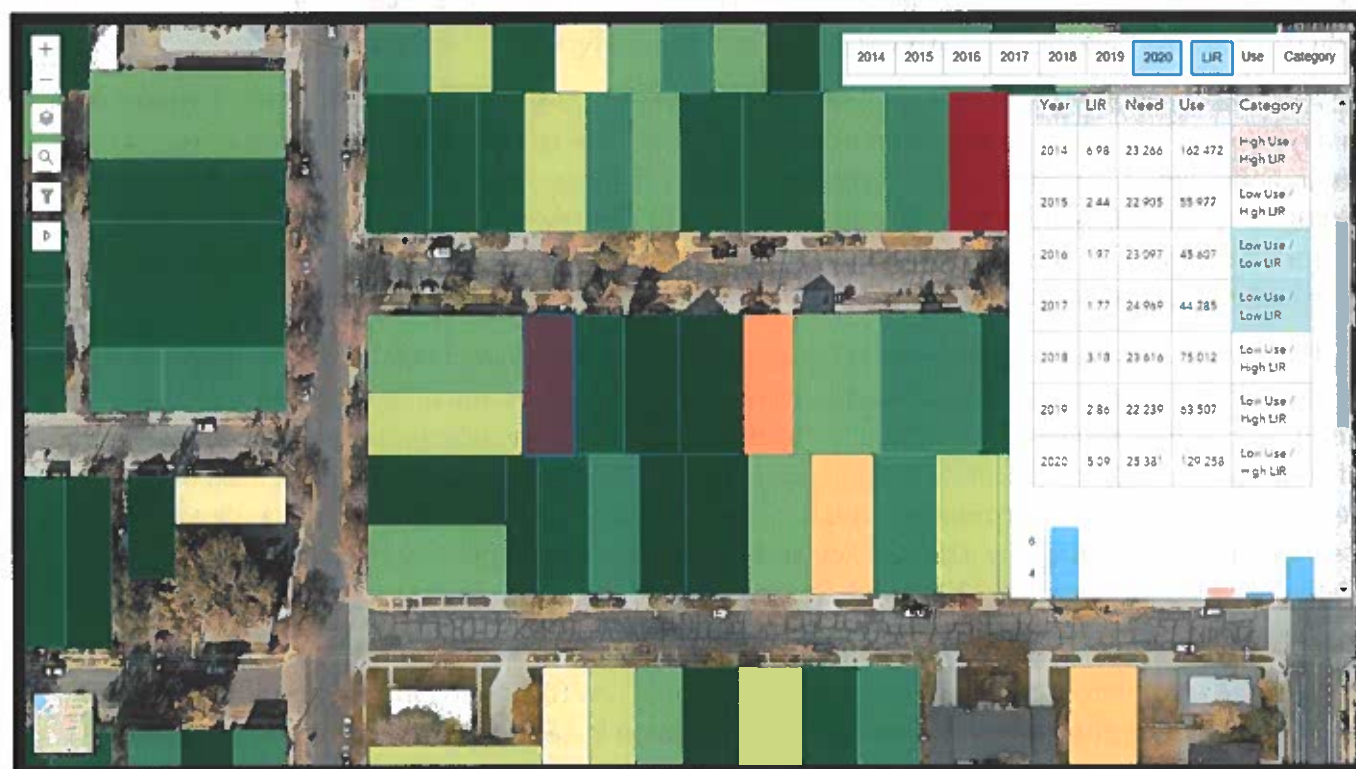 2014 2015 2016 2017 2018 2019 2020 LIR Use Category
Year LIR Need Use Category
2014 6.98 23 266 162 472 High Use / High LIR
2015 2.44 22 905 55 977 Low Use / High LIR
2016 1.97 23 097 45 607 Low Use / Low LIR
2017 1.77 24 969 44 285 Low Use / Low LIR
2018 3.18 23 616 75 012 Low Use / High LIR
2019 2.86 22 239 63 507 Low Use / High LIR
2020 5.09 25 381 129 258 Low Use / High LIR
6
4